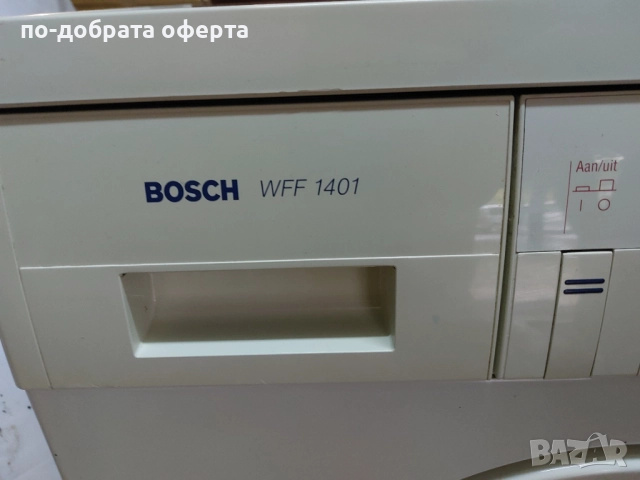 по-добрата оферта
BOSCH WFF 1401
Aan/uit
I O
BAZAR